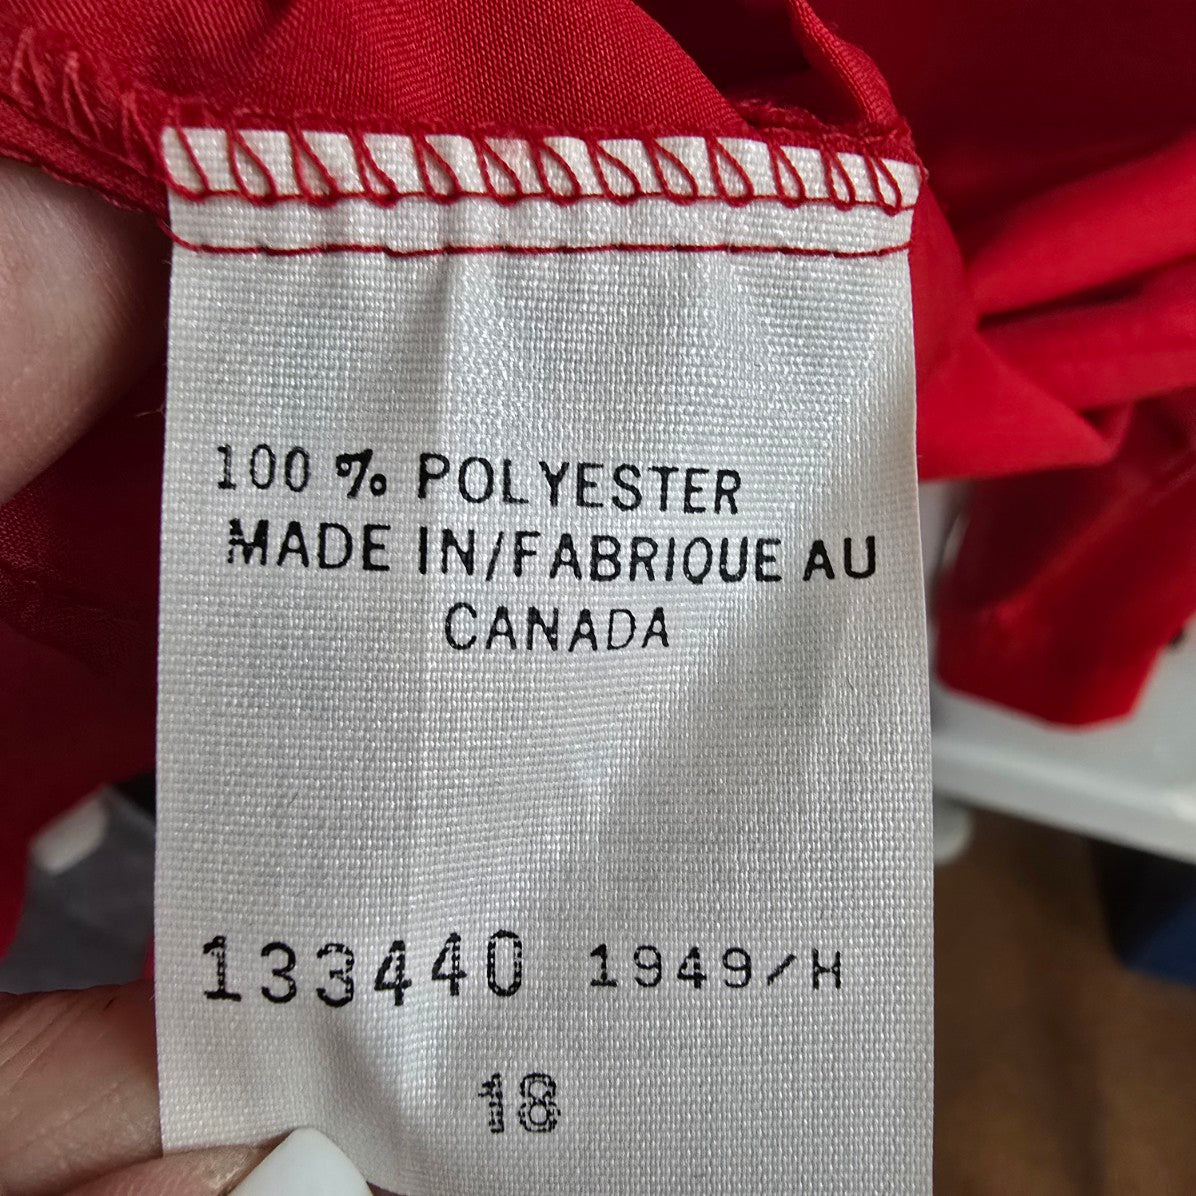 100 % POLYESTER
MADE IN/FABRIQUE AU
CANADA
133440 1949/H
18